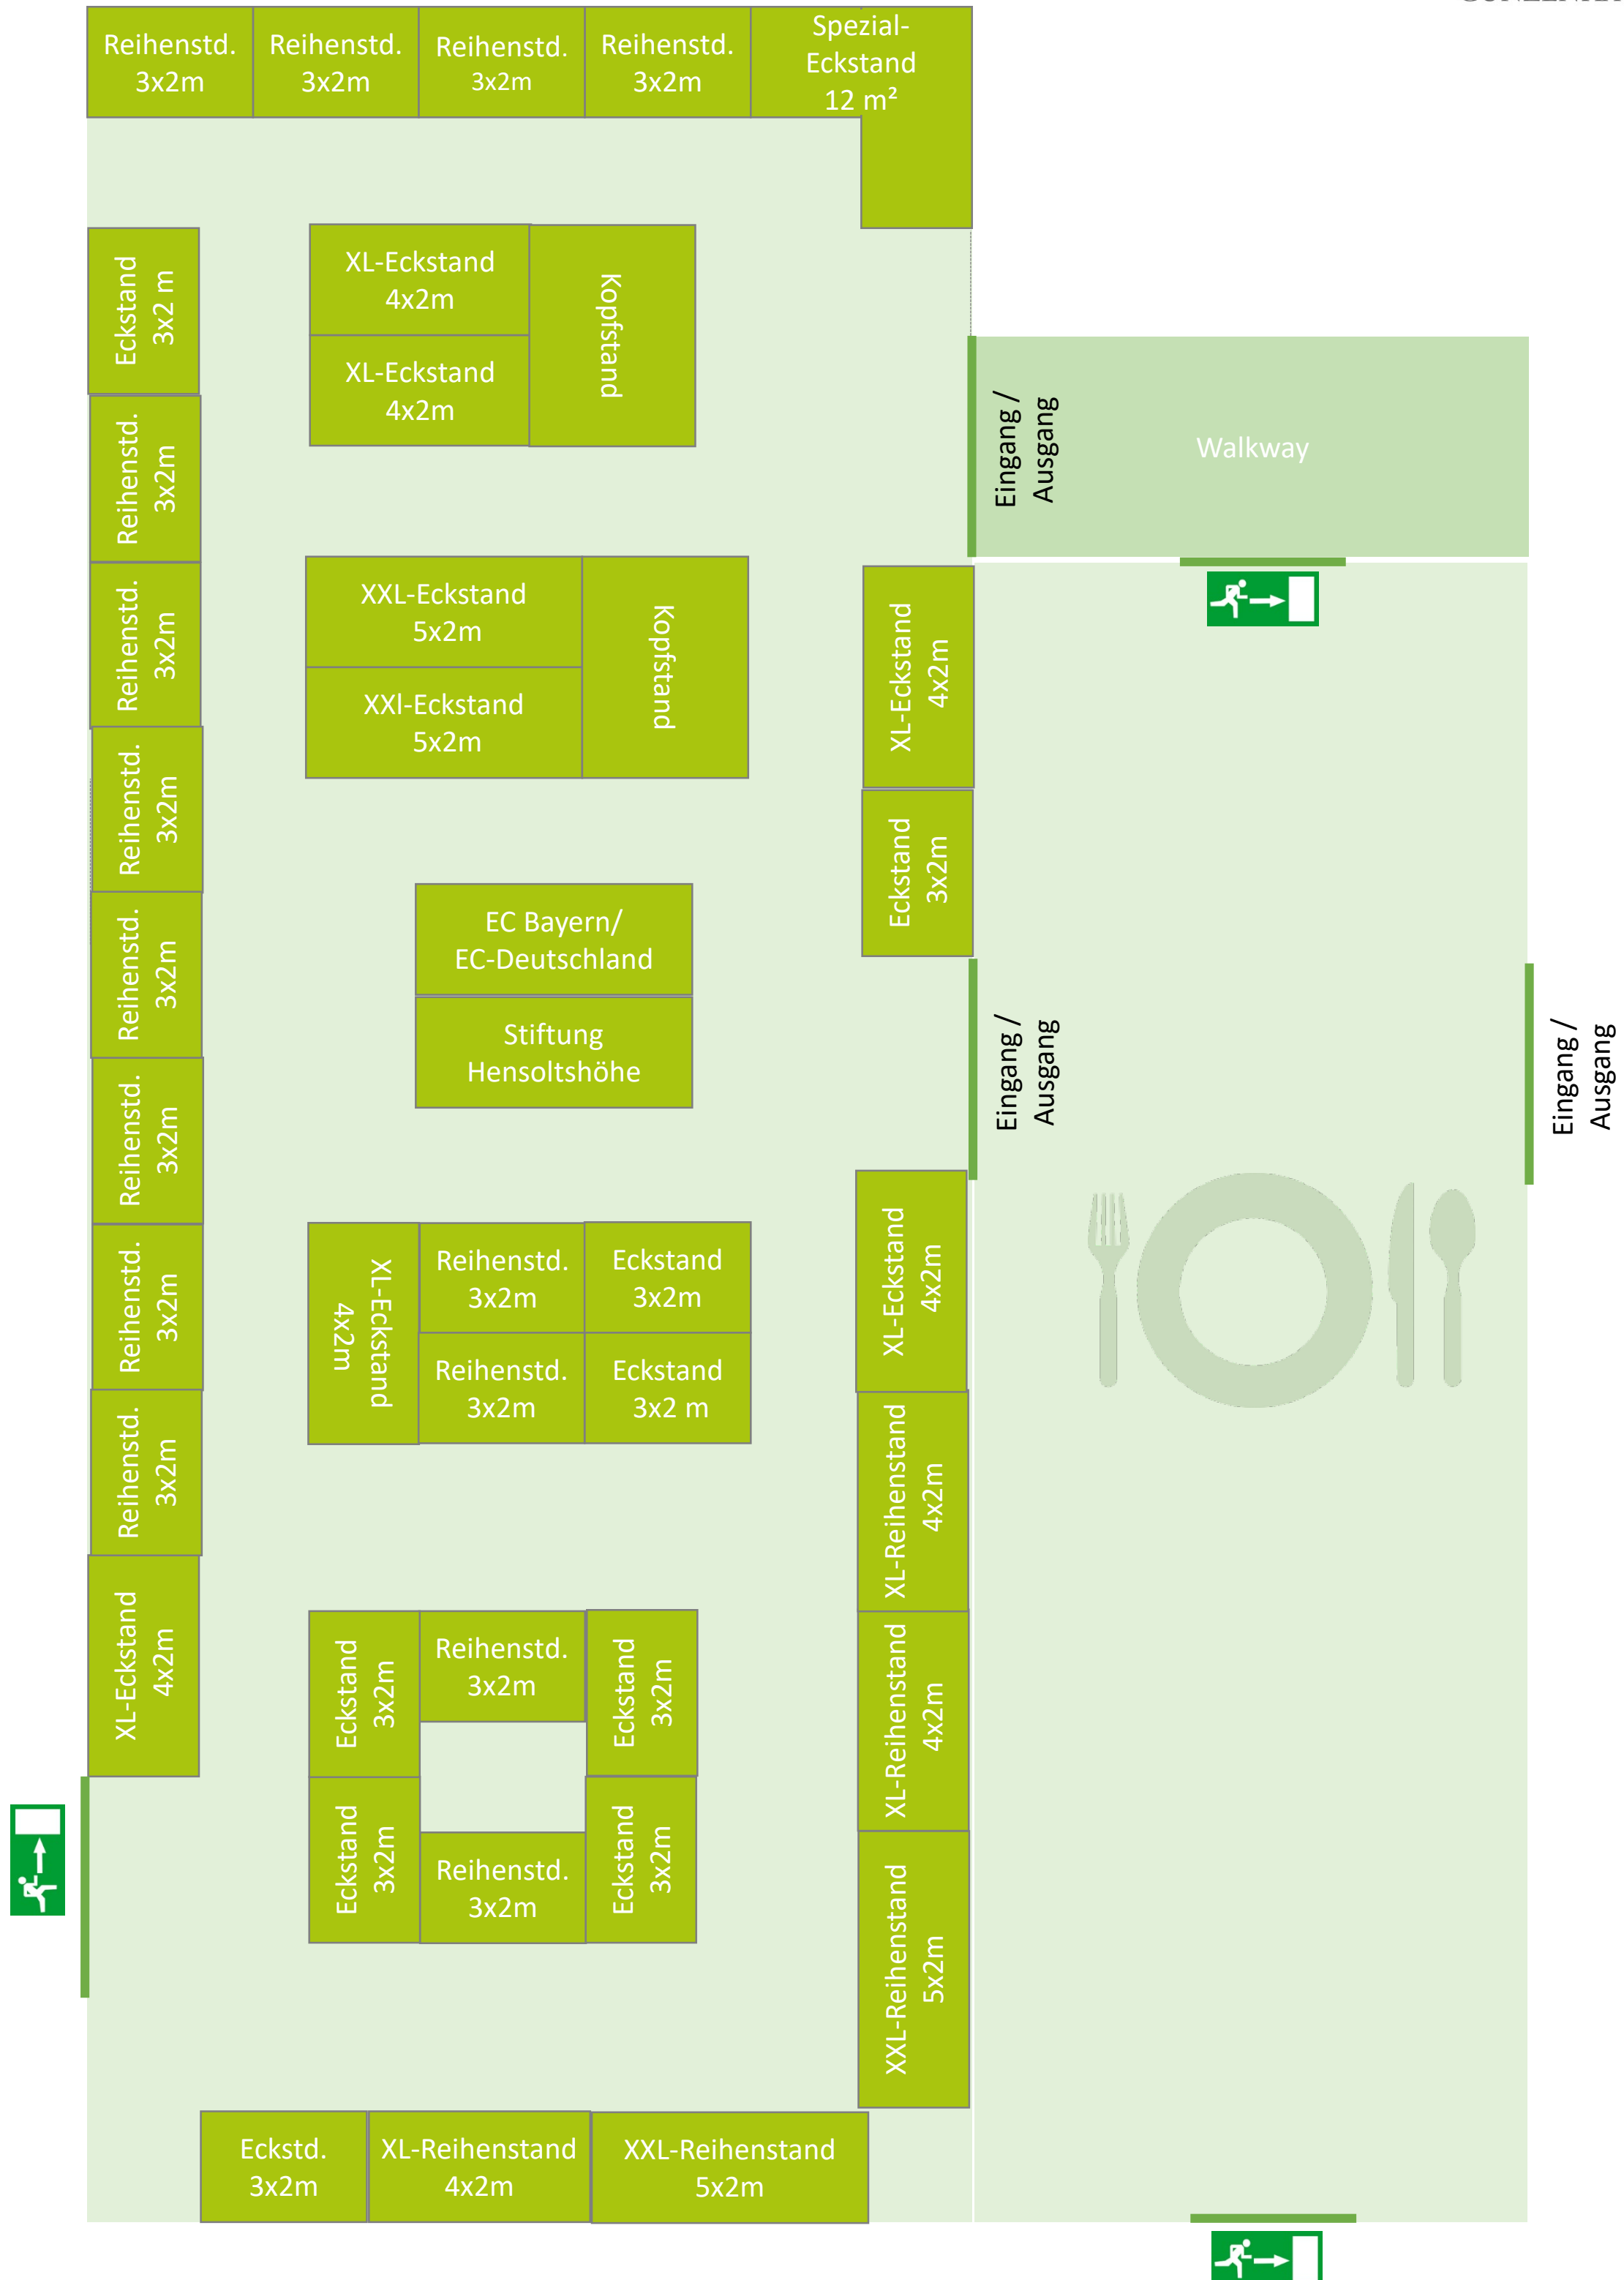 Reihenstd.
3x2m
Reihenstd.
3x2m
Reihenstd.
3x2m
Reihenstd.
3x2m
Spezial-
Eckstand
12 m²
Eckstand
3x2 m
XL-Eckstand
4x2m
XL-Eckstand
4x2m
Kopfstand
Eingang /
Ausgang
Walkway
Reihenstd.
3x2m
Reihenstd.
3x2m
XXL-Eckstand
5x2m
XXl-Eckstand
5x2m
Kopfstand
XL-Eckstand
4x2m
Reihenstd.
3x2m
Eckstand
3x2m
Reihenstd.
3x2m
EC Bayern/
EC-Deutschland
Stiftung
Hensoltshöhe
Eingang /
Ausgang
Eingang /
Ausgang
Reihenstd.
3x2m
Reihenstd.
3x2m
XL-Eckstand
4x2m
Reihenstd.
3x2m
Eckstand
3x2m
Reihenstd.
3x2m
Eckstand
3x2 m
XL-Eckstand
4x2m
Reihenstd.
3x2m
XL-Reihenstand
4x2m
XL-Eckstand
4x2m
Eckstand
3x2m
Reihenstd.
3x2m
Eckstand
3x2m
XL-Reihenstand
4x2m
Eckstand
3x2m
Reihenstd.
3x2m
Eckstand
3x2m
XXL-Reihenstand
5x2m
Eckstd.
3x2m
XL-Reihenstand
4x2m
XXL-Reihenstand
5x2m